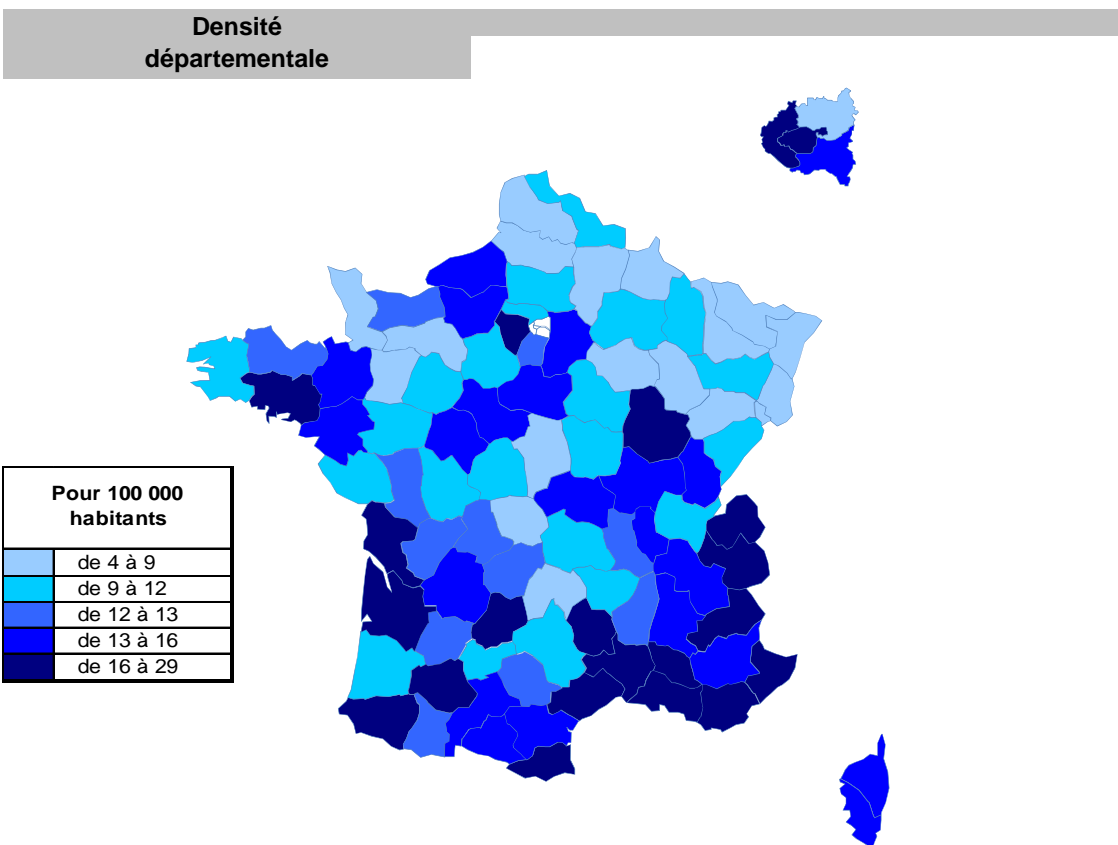 Densité
départementale
Pour 100 000
habitants
de 4 à 9
de 9 à 12
de 12 à 13
de 13 à 16
de 16 à 29